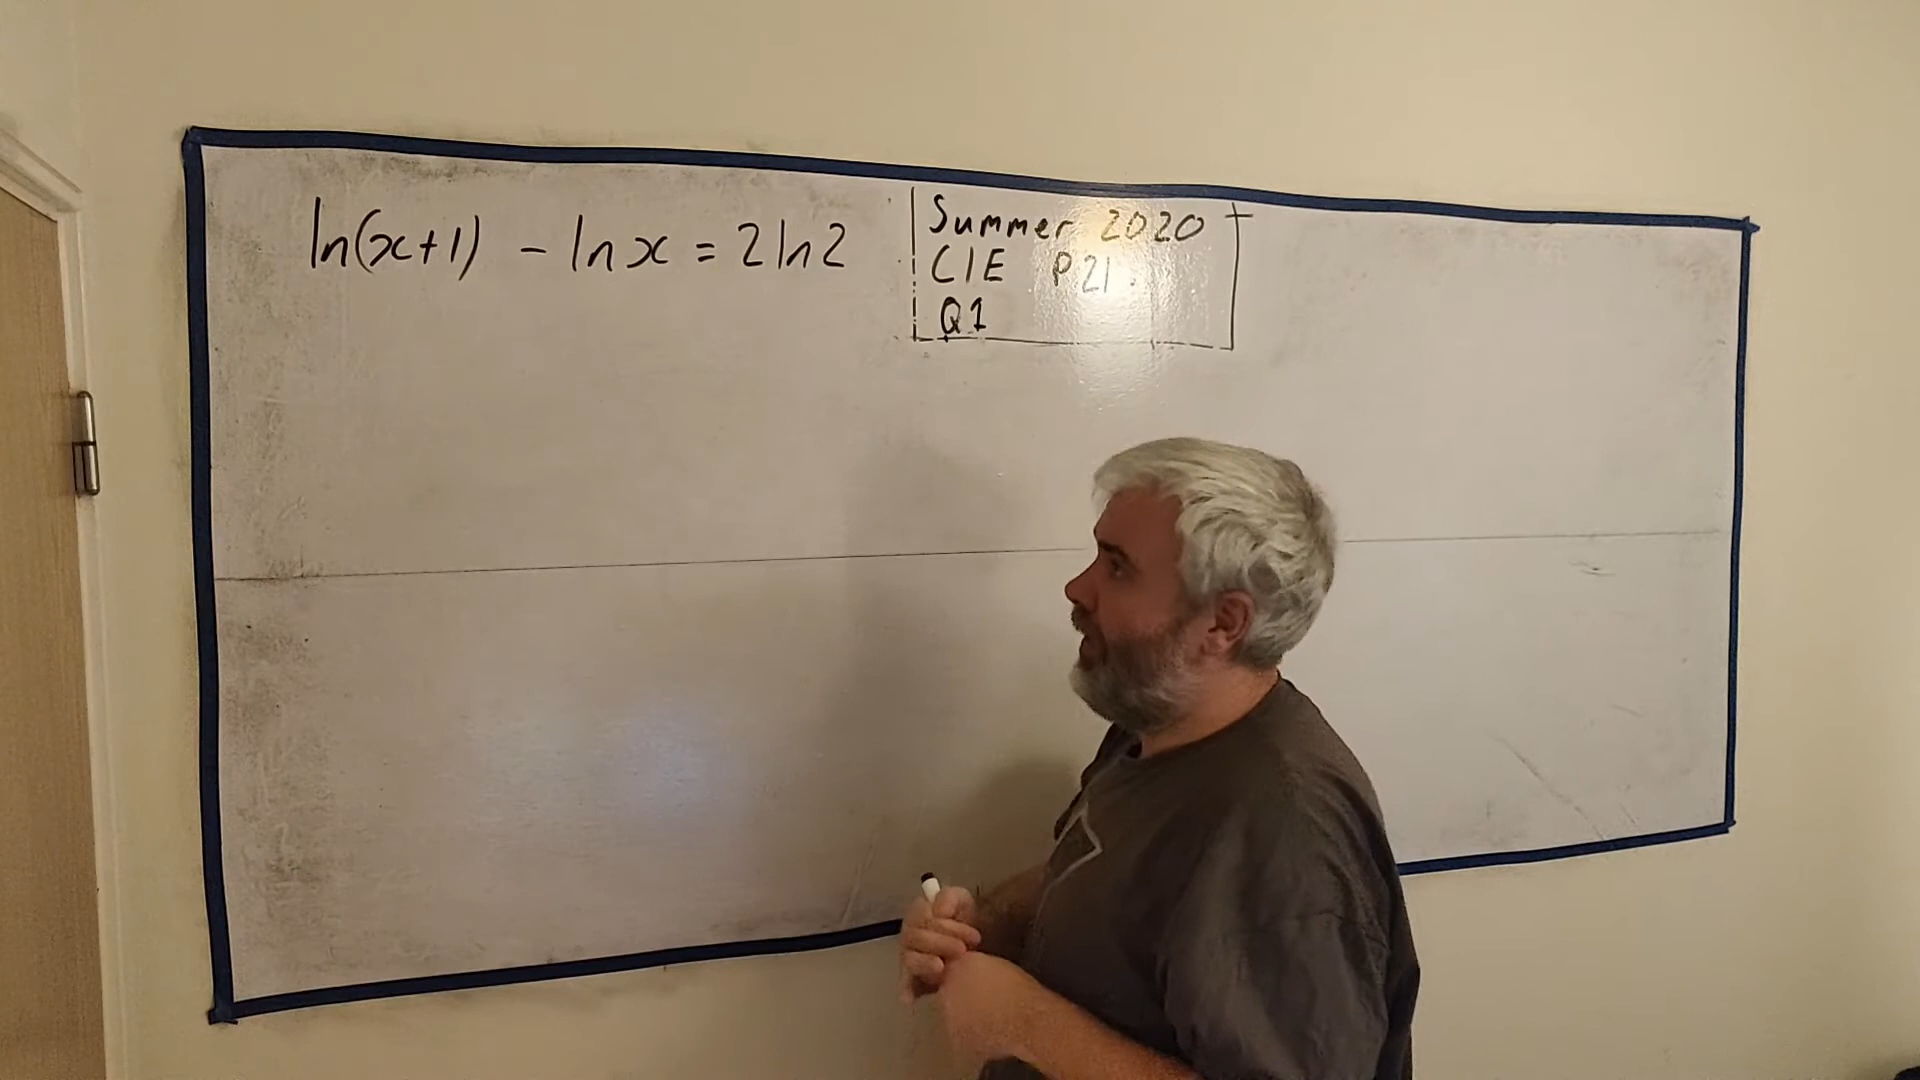 ln(x+1) - ln x = 2 ln 2
Summer 2020
CIE P21
Q1